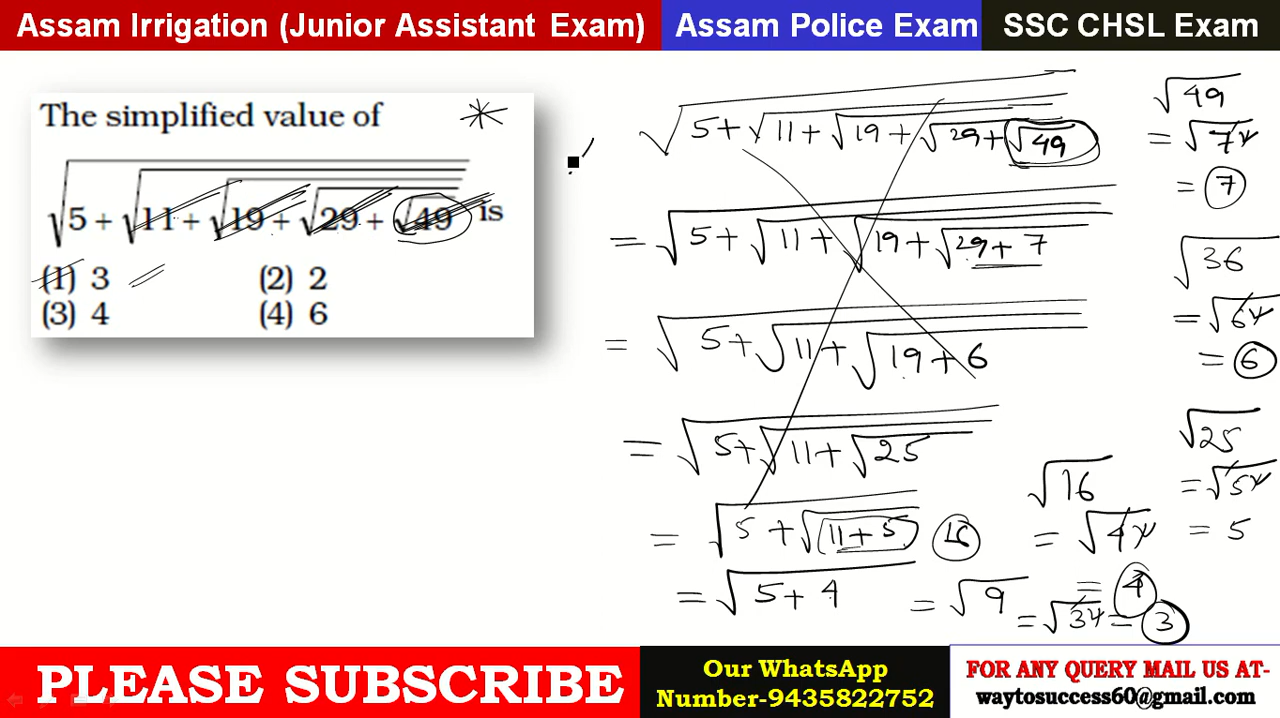 Assam Irrigation (Junior Assistant Exam) Assam Police Exam SSC CHSL Exam
The simplified value of *
√5 + √11 + √19 + √29 + √49 is
(1) 3 (2) 2
(3) 4 (4) 6
√5+√11+√19+√29+√49
=√5+√11+√19+√29+7
=√5+√11+√19+6
=√5+√11+√25
=√5+√11+5 16
=√5+4 =√9 =√3² = 3
√49
=√7²
= 7
√36
=√6²
= 6
√25
=√5²
= 5
√16
=√4²
= 4
PLEASE SUBSCRIBE
Our WhatsApp
Number-9435822752
FOR ANY QUERY MAIL US AT-
waytosuccess60@gmail.com